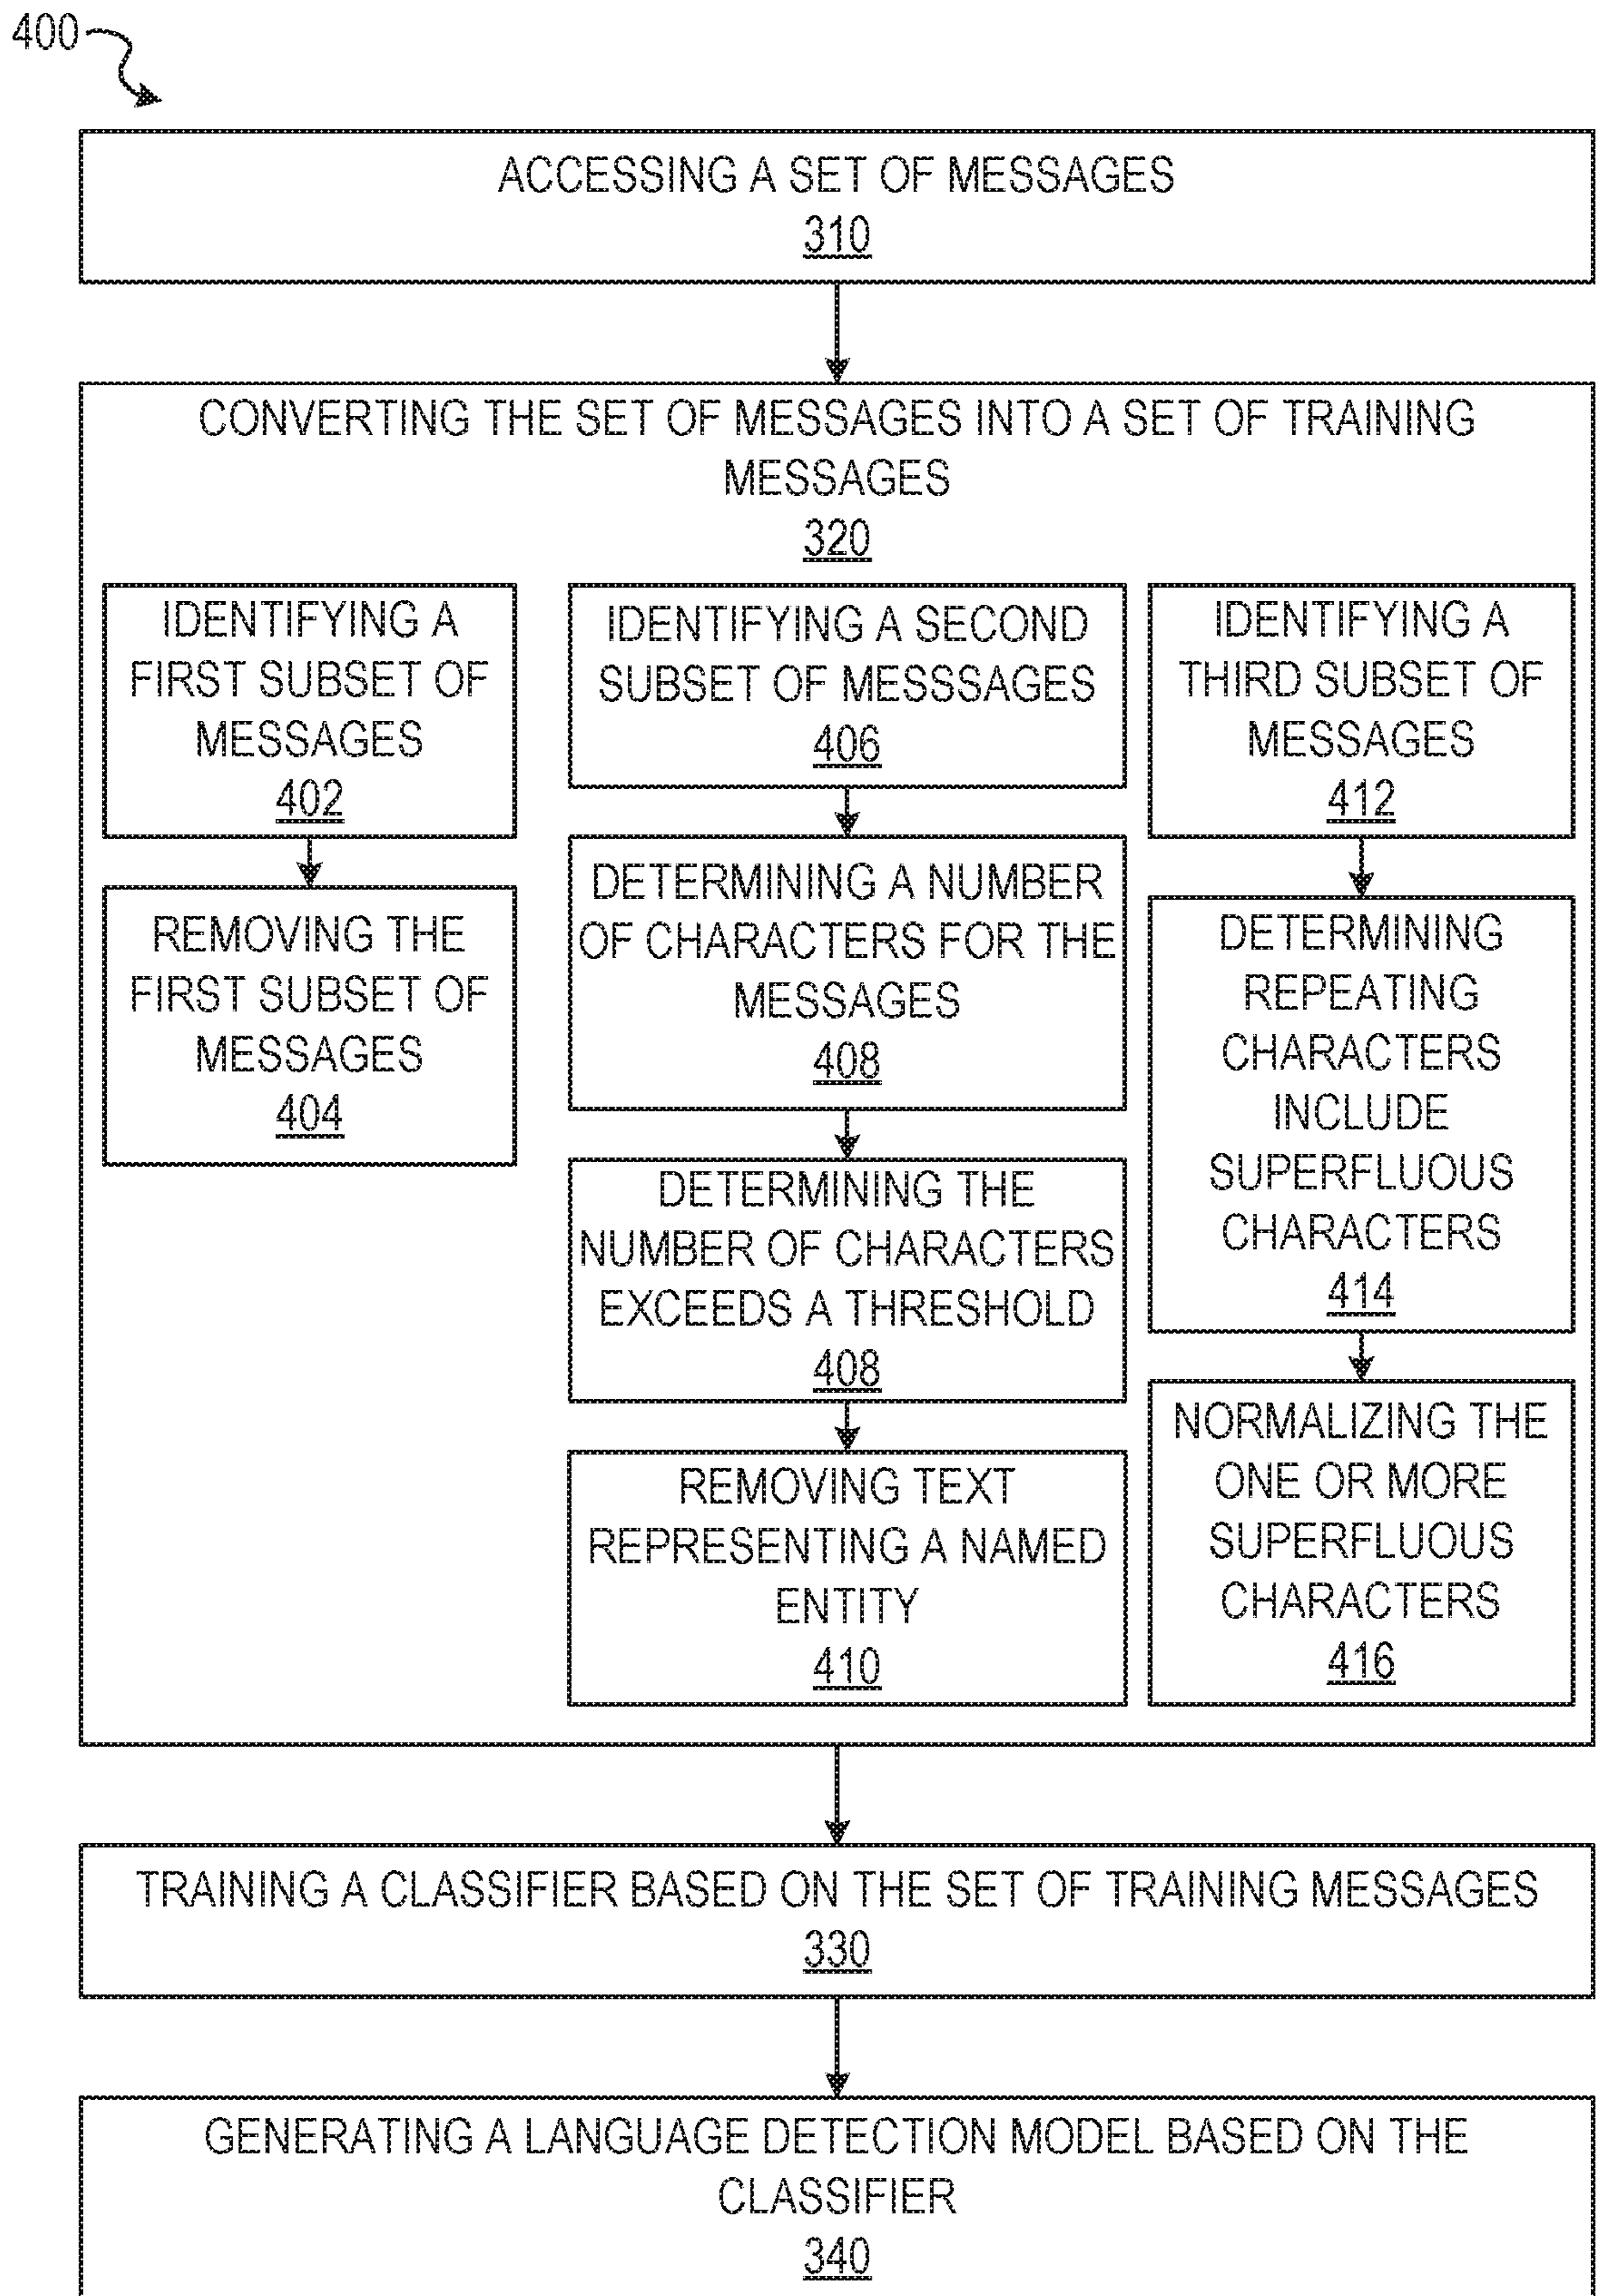 400
ACCESSING A SET OF MESSAGES
310
CONVERTING THE SET OF MESSAGES INTO A SET OF TRAINING
MESSAGES
320
IDENTIFYING A
FIRST SUBSET OF
MESSAGES
402
REMOVING THE
FIRST SUBSET OF
MESSAGES
404
IDENTIFYING A SECOND
SUBSET OF MESSSAGES
406
DETERMINING A NUMBER
OF CHARACTERS FOR THE
MESSAGES
408
DETERMINING THE
NUMBER OF CHARACTERS
EXCEEDS A THRESHOLD
408
REMOVING TEXT
REPRESENTING A NAMED
ENTITY
410
IDENTIFYING A
THIRD SUBSET OF
MESSAGES
412
DETERMINING
REPEATING
CHARACTERS
INCLUDE
SUPERFLUOUS
CHARACTERS
414
NORMALIZING THE
ONE OR MORE
SUPERFLUOUS
CHARACTERS
416
TRAINING A CLASSIFIER BASED ON THE SET OF TRAINING MESSAGES
330
GENERATING A LANGUAGE DETECTION MODEL BASED ON THE
CLASSIFIER
340